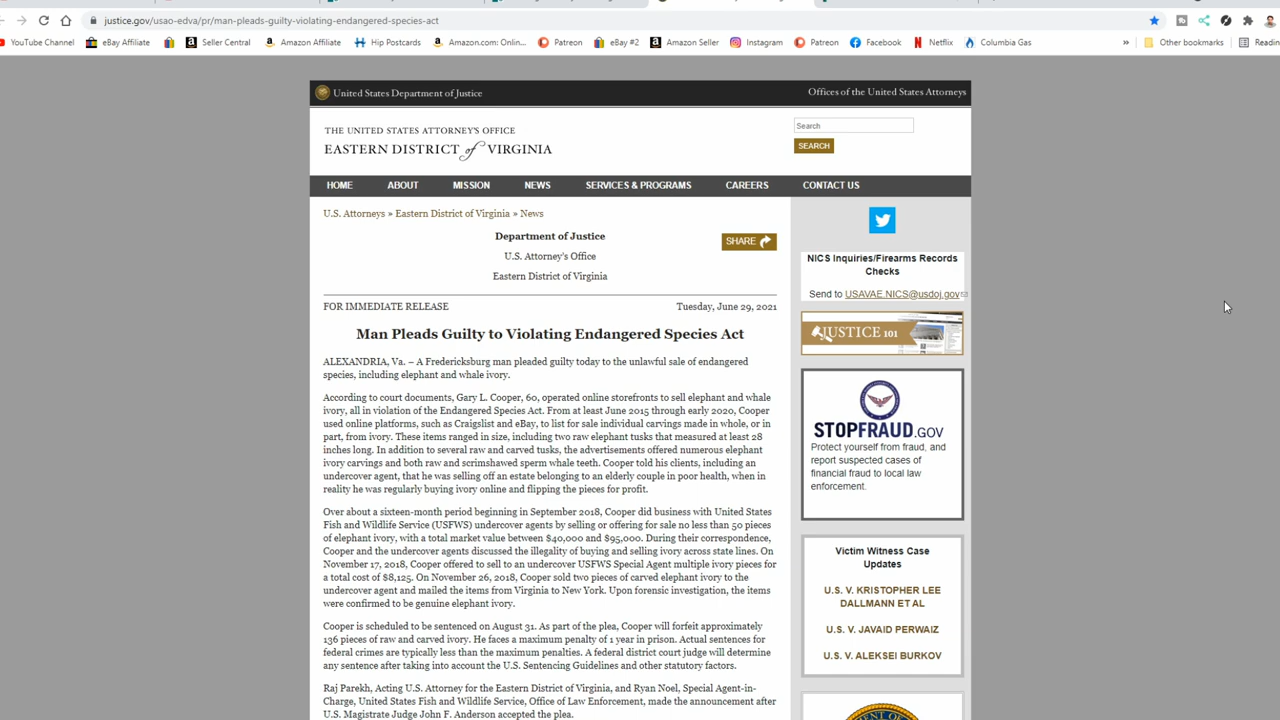 justice.gov/usao-edva/pr/man-pleads-guilty-violating-endangered-species-act
YouTube Channel eBay Affiliate Seller Central Amazon Affiliate Hip Postcards Amazon.com: Onlin... Patreon eBay #2 Amazon Seller Instagram Patreon Facebook Netflix Columbia Gas » Other bookmarks Readin
United States Department of Justice
Offices of the United States Attorneys
THE UNITED STATES ATTORNEY'S OFFICE
EASTERN DISTRICT of VIRGINIA
Search
SEARCH
HOME ABOUT MISSION NEWS SERVICES & PROGRAMS CAREERS CONTACT US
U.S. Attorneys » Eastern District of Virginia » News
Department of Justice
SHARE
U.S. Attorney's Office
Eastern District of Virginia
FOR IMMEDIATE RELEASE Tuesday, June 29, 2021
Man Pleads Guilty to Violating Endangered Species Act
ALEXANDRIA, Va. – A Fredericksburg man pleaded guilty today to the unlawful sale of endangered
species, including elephant and whale ivory.
According to court documents, Gary L. Cooper, 60, operated online storefronts to sell elephant and whale
ivory, all in violation of the Endangered Species Act. From at least June 2015 through early 2020, Cooper
used online platforms, such as Craigslist and eBay, to list for sale individual carvings made in whole, or in
part, from ivory. These items ranged in size, including two raw elephant tusks that measured at least 28
inches long. In addition to several raw and carved tusks, the advertisements offered numerous elephant
ivory carvings and both raw and scrimshawed sperm whale teeth. Cooper told his clients, including an
undercover agent, that he was selling off an estate belonging to an elderly couple in poor health, when in
reality he was regularly buying ivory online and flipping the pieces for profit.
Over about a sixteen-month period beginning in September 2018, Cooper did business with United States
Fish and Wildlife Service (USFWS) undercover agents by selling or offering for sale no less than 50 pieces
of elephant ivory, with a total market value between $40,000 and $95,000. During their correspondence,
Cooper and the undercover agents discussed the illegality of buying and selling ivory across state lines. On
November 17, 2018, Cooper offered to sell to an undercover USFWS Special Agent multiple ivory pieces for
a total cost of $8,125. On November 26, 2018, Cooper sold two pieces of carved elephant ivory to the
undercover agent and mailed the items from Virginia to New York. Upon forensic investigation, the items
were confirmed to be genuine elephant ivory.
Cooper is scheduled to be sentenced on August 31. As part of the plea, Cooper will forfeit approximately
136 pieces of raw and carved ivory. He faces a maximum penalty of 1 year in prison. Actual sentences for
federal crimes are typically less than the maximum penalties. A federal district court judge will determine
any sentence after taking into account the U.S. Sentencing Guidelines and other statutory factors.
Raj Parekh, Acting U.S. Attorney for the Eastern District of Virginia, and Ryan Noel, Special Agent-in-
Charge, United States Fish and Wildlife Service, Office of Law Enforcement, made the announcement after
U.S. Magistrate Judge John F. Anderson accepted the plea.
NICS Inquiries/Firearms Records
Checks
Send to USAVAE.NICS@usdoj.gov
JUSTICE 101
STOPFRAUD.GOV
Protect yourself from fraud, and
report suspected cases of
financial fraud to local law
enforcement.
Victim Witness Case
Updates
U.S. V. KRISTOPHER LEE
DALLMANN ET AL
U.S. V. JAVAID PERWAIZ
U.S. V. ALEKSEI BURKOV